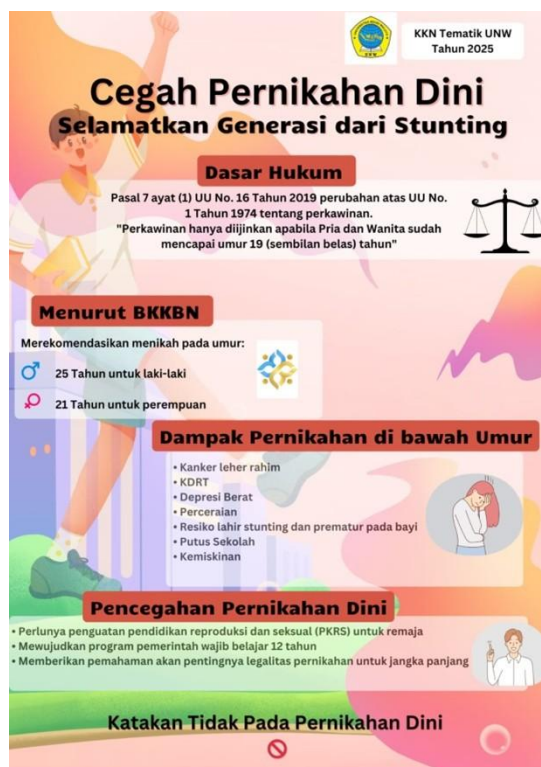 KKN Tematik UNW
Tahun 2025
Cegah Pernikahan Dini
Selamatkan Generasi dari Stunting
Dasar Hukum
Pasal 7 ayat (1) UU No. 16 Tahun 2019 perubahan atas UU No.
1 Tahun 1974 tentang perkawinan.
"Perkawinan hanya diijinkan apabila Pria dan Wanita sudah
mencapai umur 19 (sembilan belas) tahun"
Menurut BKKBN
Merekomendasikan menikah pada umur:
25 Tahun untuk laki-laki
21 Tahun untuk perempuan
Dampak Pernikahan di bawah Umur
• Kanker leher rahim
• KDRT
• Depresi Berat
• Perceraian
• Resiko lahir stunting dan prematur pada bayi
• Putus Sekolah
• Kemiskinan
Pencegahan Pernikahan Dini
• Perlunya penguatan pendidikan reproduksi dan seksual (PKRS) untuk remaja
• Mewujudkan program pemerintah wajib belajar 12 tahun
• Memberikan pemahaman akan pentingnya legalitas pernikahan untuk jangka panjang
Katakan Tidak Pada Pernikahan Dini